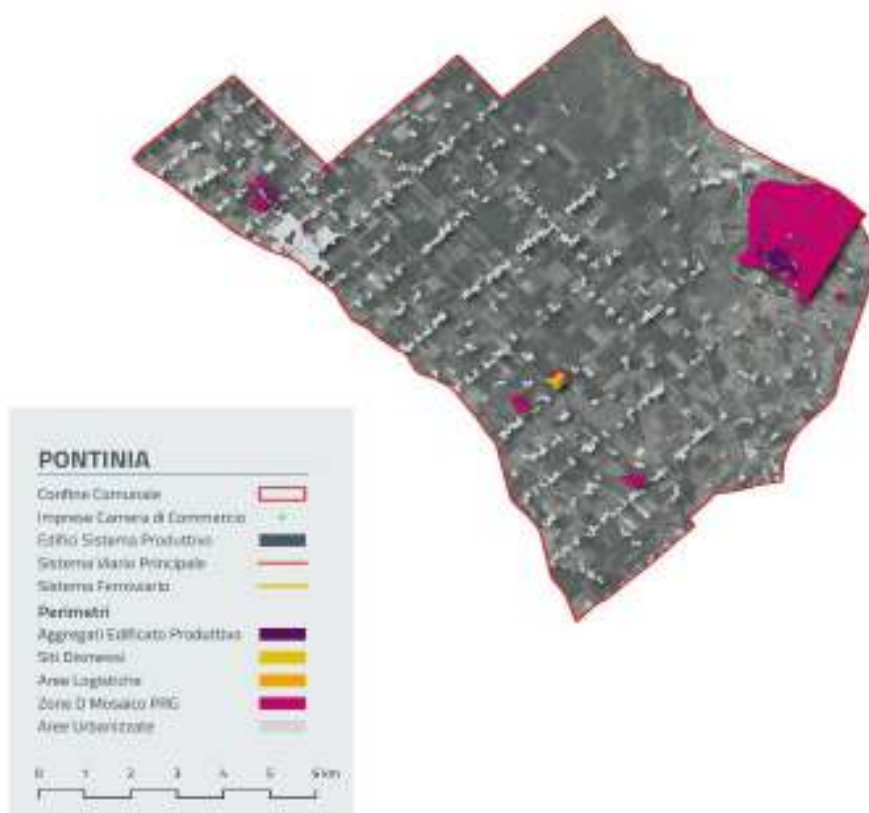 PONTINIA
Confine Comunale
Imprese Camera di Commercio
Edifici Sistema Produttivo
Sistema Viario Principale
Sistema Ferroviario
Perimetri
Aggregati Edificato Produttivo
Siti Dismessi
Aree Logistiche
Zone D Mosaico PRG
Aree Urbanizzate
0 1 2 3 4 5 6 km